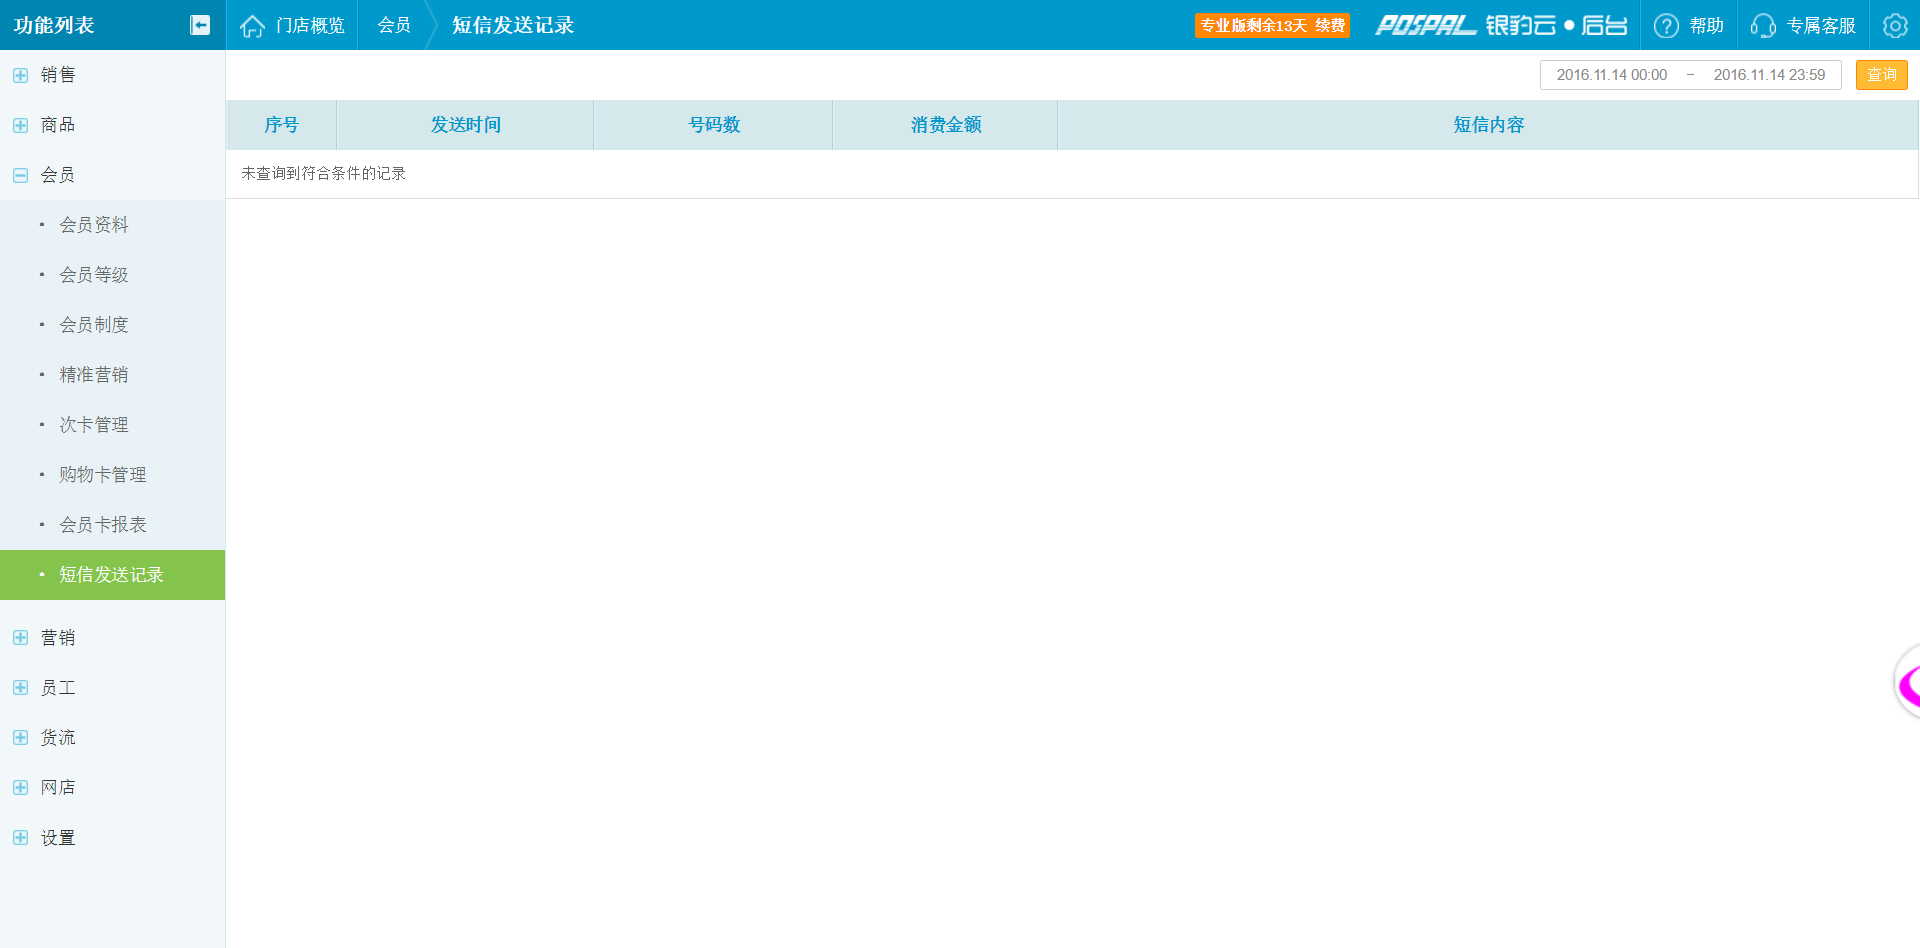 功能列表
门店概览
会员
短信发送记录
专业版剩余13天 续费
POSPAL 银豹云●后台
帮助
专属客服
2016.11.14 00:00 - 2016.11.14 23:59
查询
序号
发送时间
号码数
消费金额
短信内容
未查询到符合条件的记录
销售
商品
会员
会员资料
会员等级
会员制度
精准营销
次卡管理
购物卡管理
会员卡报表
短信发送记录
营销
员工
货流
网店
设置